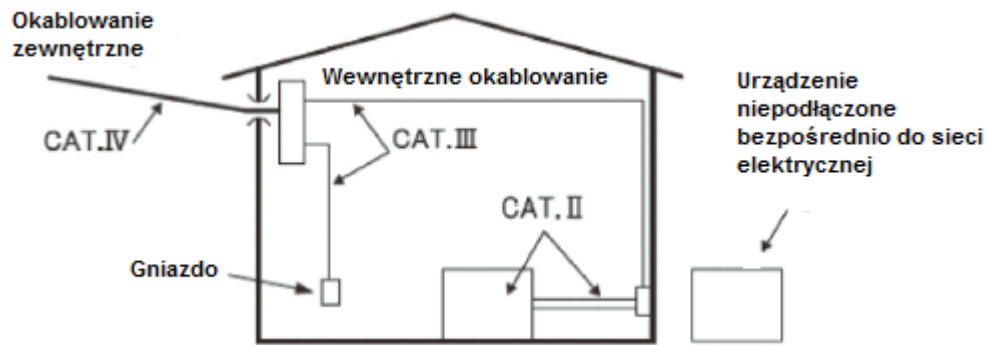 Okablowanie
zewnętrzne
Wewnętrzne okablowanie
Urządzenie
niepodłączone
bezpośrednio do sieci
elektrycznej
CAT.Ⅳ
CAT.Ⅲ
CAT.Ⅱ
Gniazdo